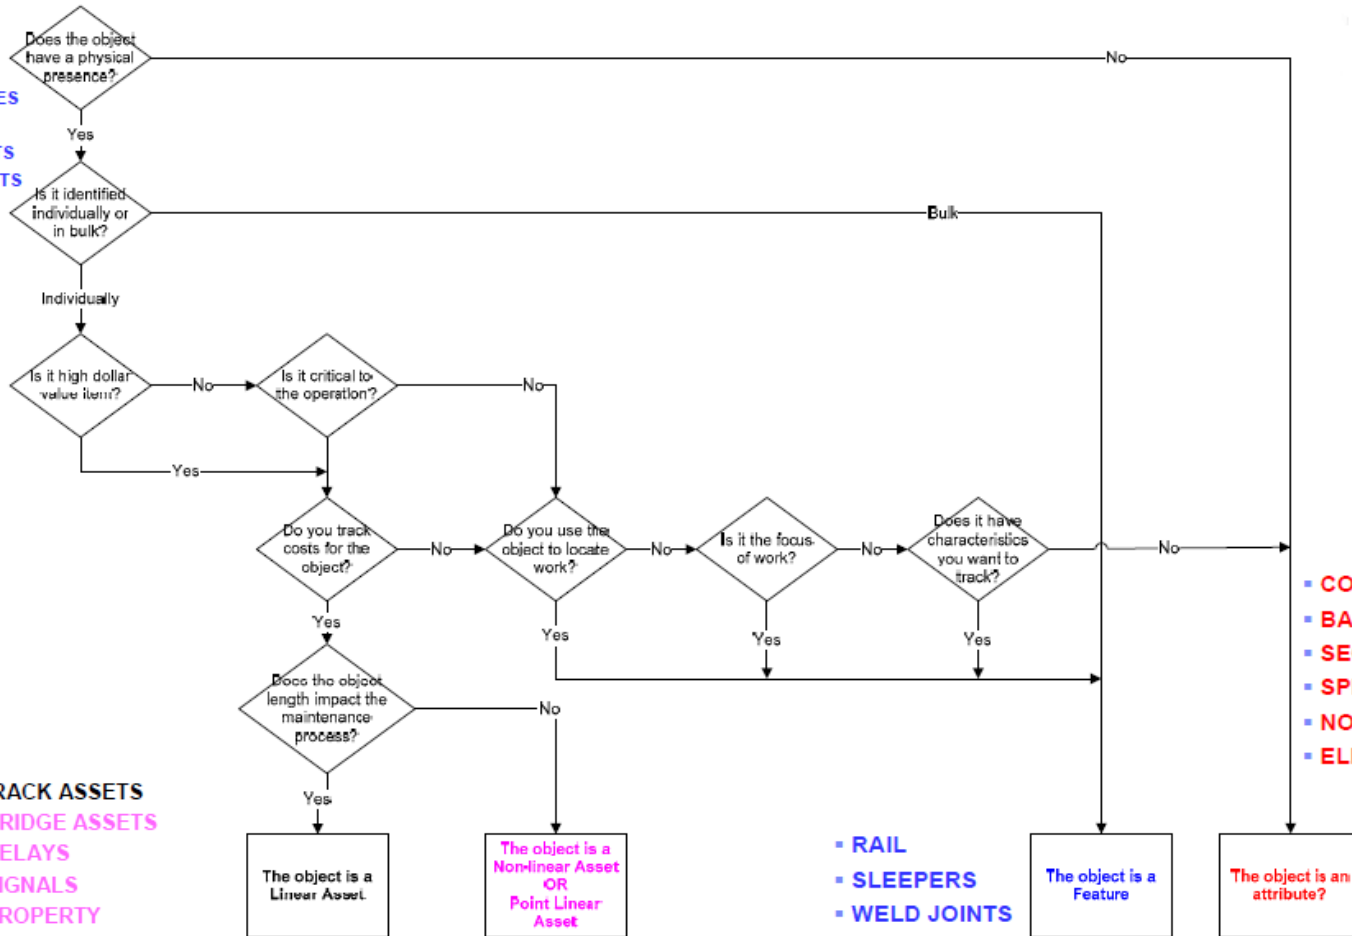 Does the object
have a physical
presence?
No
ES
Yes
TS
TS
Is it identified
individually or
in bulk?
Bulk
Individually
Is it high dollar
value item?
No
Is it critical to
the operation?
No
Yes
Do you track
costs for the
object?
No
Do you use the
object to locate
work?
No
Is it the focus
of work?
No
Does it have
characteristics
you want to
track?
No
Yes
Yes
Yes
Yes
Does the object
length impact the
maintenance
process?
No
Yes
CO
BA
SE
SP
NO
RACK ASSETS
RIDGE ASSETS
ELAYS
IGNALS
ROPERTY
The object is a
Linear Asset
The object is a
Non-linear Asset
OR
Point Linear
Asset
▪ RAIL
▪ SLEEPERS
▪ WELD JOINTS
The object is a
Feature
The object is an
attribute?